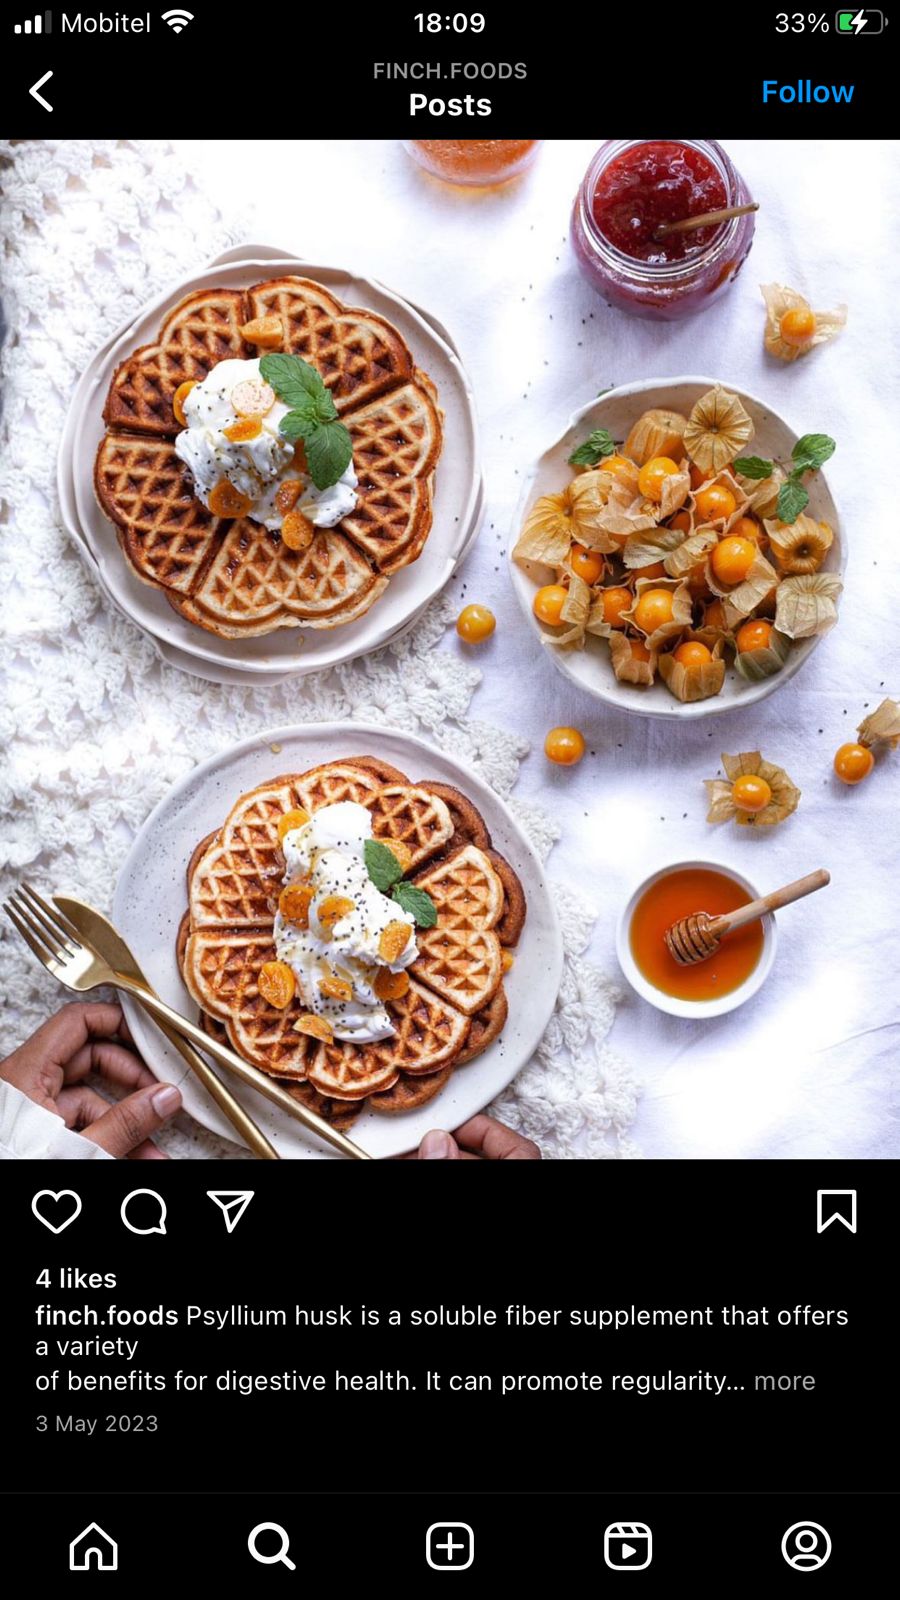 Mobitel 18:09 33%
FINCH.FOODS
Posts
Follow
4 likes
finch.foods Psyllium husk is a soluble fiber supplement that offers
a variety
of benefits for digestive health. It can promote regularity... more
3 May 2023